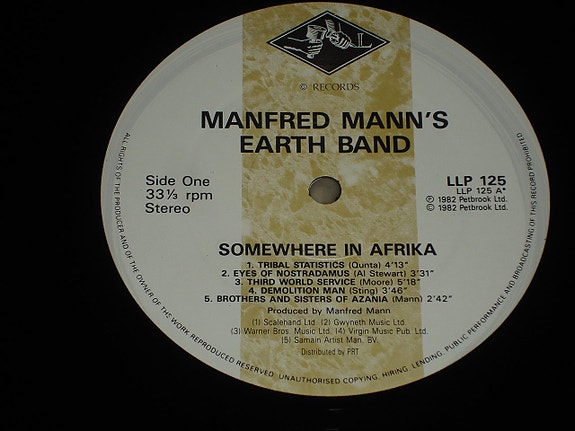 L
© RECORDS
MANFRED MANN'S
EARTH BAND
Side One
33⅓ rpm
Stereo
LLP 125
LLP 125 A*
℗ 1982 Petbrook Ltd.
© 1982 Petbrook Ltd.
SOMEWHERE IN AFRIKA
1. TRIBAL STATISTICS (Qunta) 4'13"
2. EYES OF NOSTRADAMUS (Al Stewart) 3'31"
3. THIRD WORLD SERVICE (Moore) 5'18"
4. DEMOLITION MAN (Sting) 3'46"
5. BROTHERS AND SISTERS OF AZANIA (Mann) 2'42"
Produced by Manfred Mann
(1) Scalehand Ltd. (2) Gwyneth Music Ltd.
(3) Warner Bros. Music Ltd. (4) Virgin Music Pub. Ltd.
(5) Samain Artist Man. BV.
Distributed by PRT
ALL RIGHTS OF THE PRODUCER AND OF THE OWNER OF THIS WORK REPRODUCED RESERVED. UNAUTHORISED COPYING, HIRING, LENDING, PUBLIC PERFORMANCE AND BROADCASTING OF THIS RECORD PROHIBITED